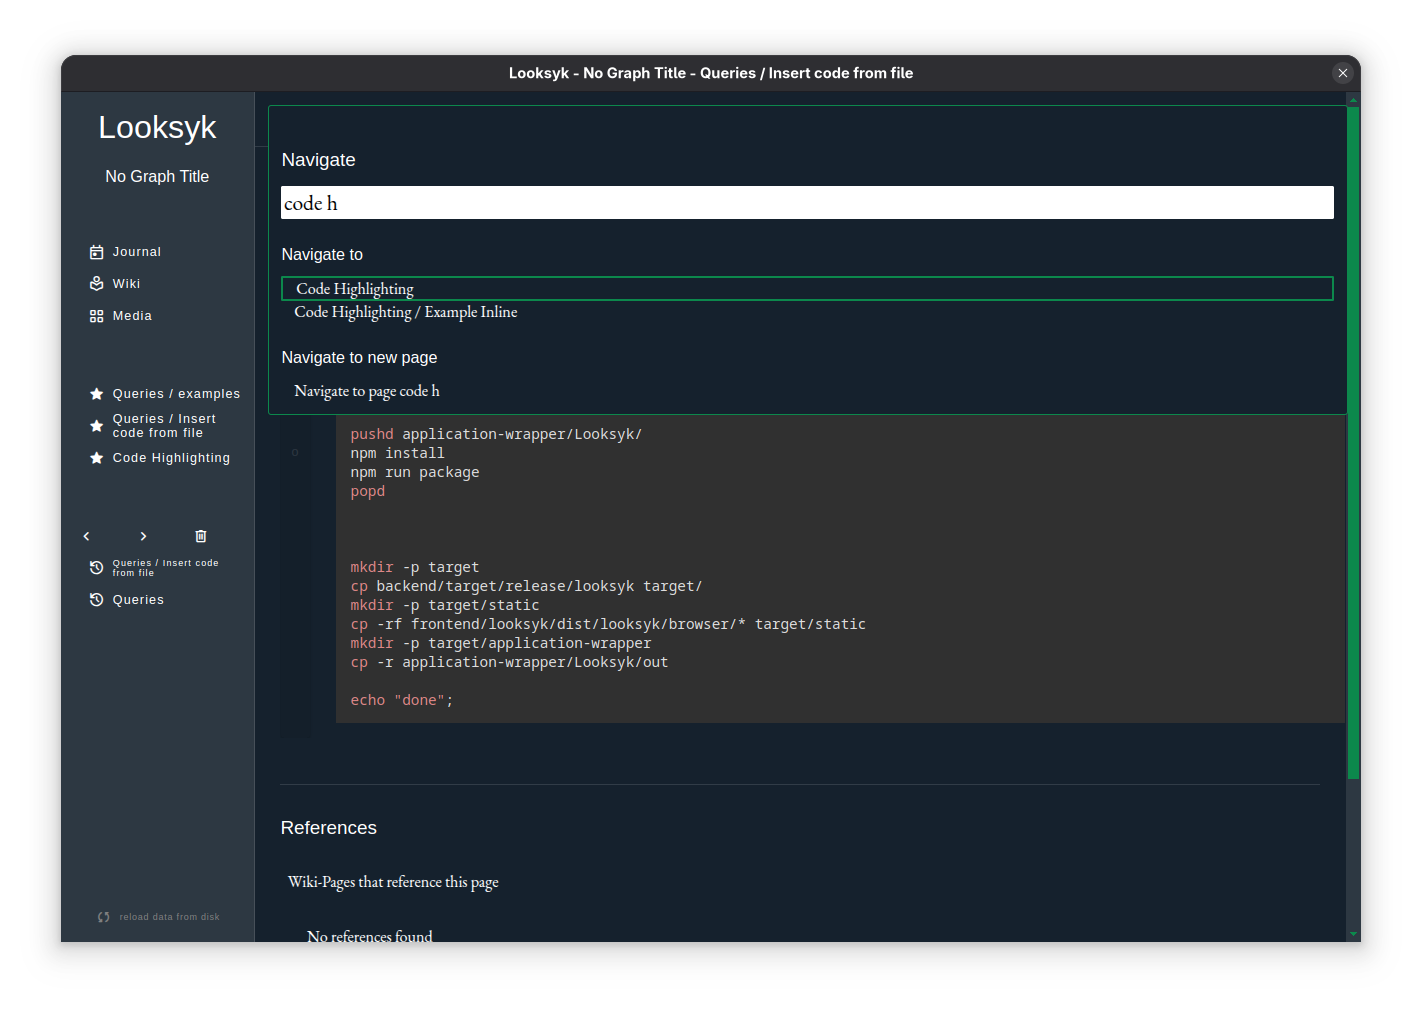 Looksyk - No Graph Title - Queries / Insert code from file
Looksyk
No Graph Title
Journal
Wiki
Media
Queries / examples
Queries / Insert
code from file
Code Highlighting
Queries / Insert code
from file
Queries
reload data from disk
Navigate
code h
Navigate to
Code Highlighting
Code Highlighting / Example Inline
Navigate to new page
Navigate to page code h
pushd application-wrapper/Looksyk/
npm install
npm run package
popd
mkdir -p target
cp backend/target/release/looksyk target/
mkdir -p target/static
cp -rf frontend/looksyk/dist/looksyk/browser/* target/static
mkdir -p target/application-wrapper
cp -r application-wrapper/Looksyk/out
echo "done";
References
Wiki-Pages that reference this page
No references found